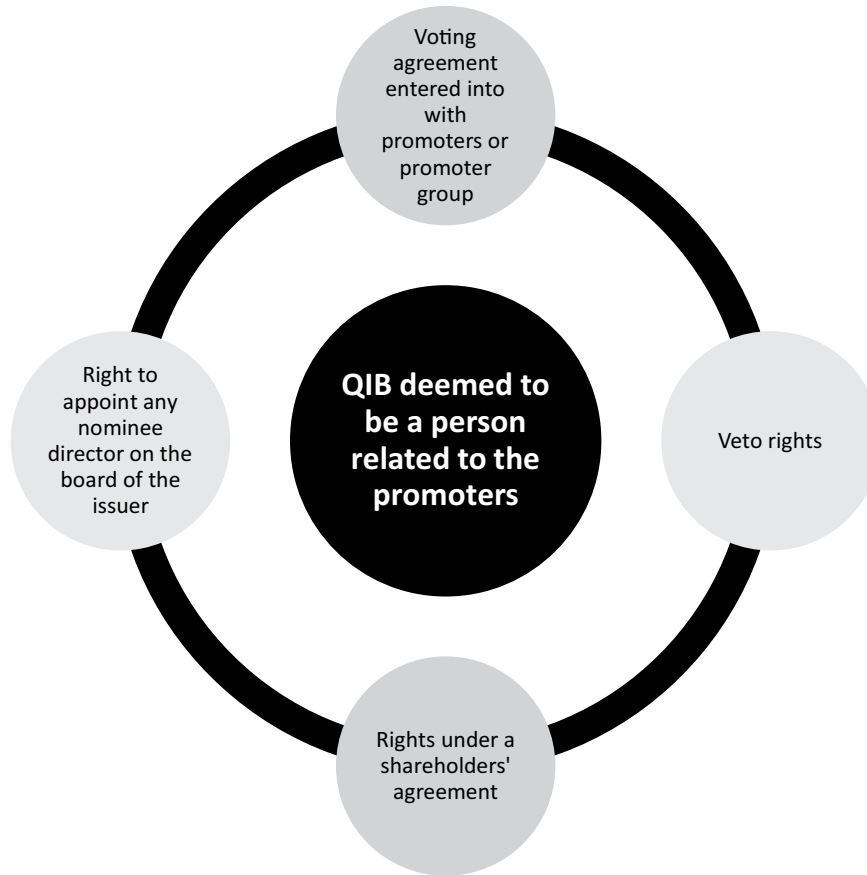 Voting
agreement
entered into
with
promoters or
promoter
group
QIB deemed to
be a person
related to the
promoters
Right to
appoint any
nominee
director on the
board of the
issuer
Veto rights
Rights under a
shareholders'
agreement